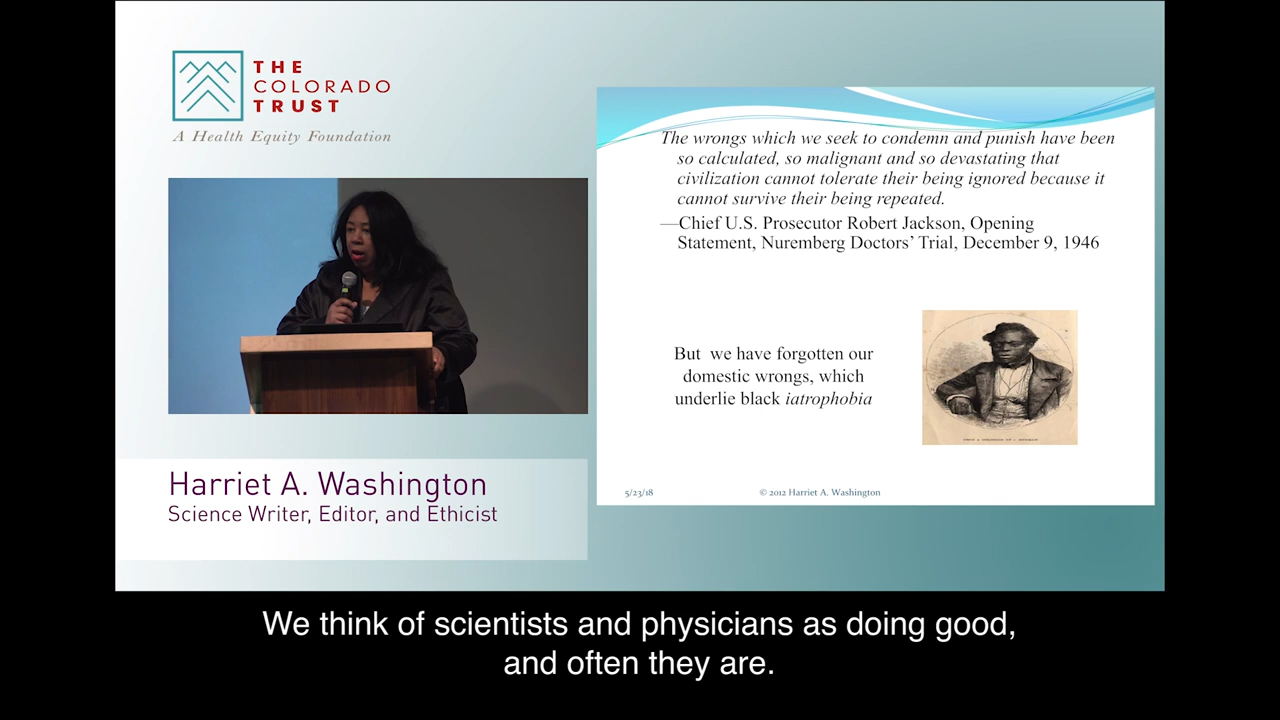 THE
COLORADO
TRUST
A Health Equity Foundation
The wrongs which we seek to condemn and punish have been
so calculated, so malignant and so devastating that
civilization cannot tolerate their being ignored because it
cannot survive their being repeated.
—Chief U.S. Prosecutor Robert Jackson, Opening
Statement, Nuremberg Doctors’ Trial, December 9, 1946
But we have forgotten our
domestic wrongs, which
underlie black iatrophobia
5/23/18
© 2012 Harriet A. Washington
Harriet A. Washington
Science Writer, Editor, and Ethicist
We think of scientists and physicians as doing good,
and often they are.